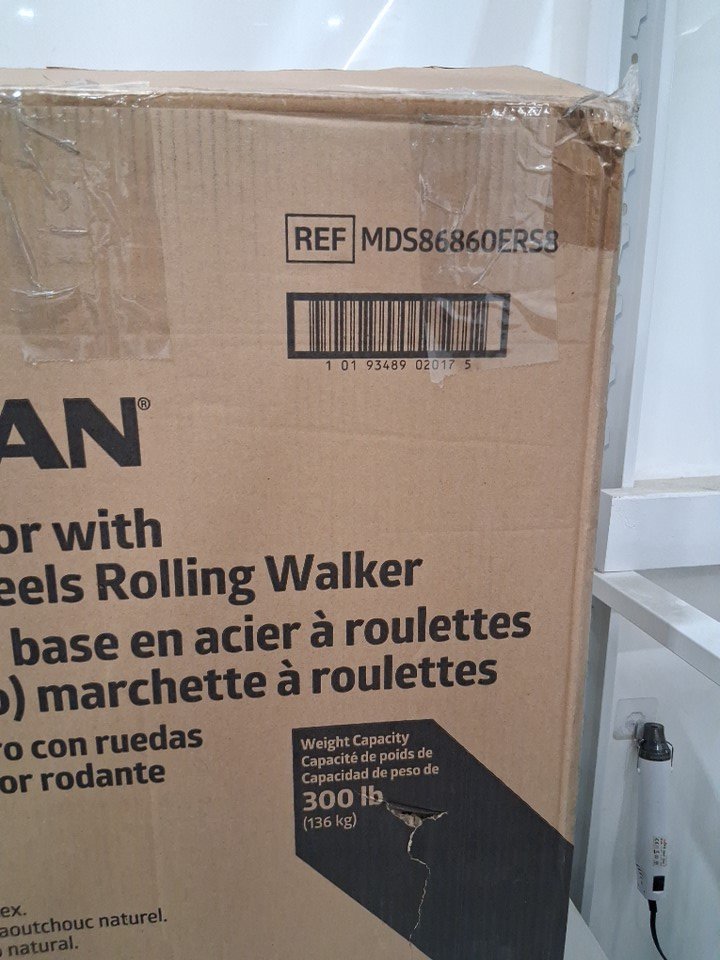 REF MDS86860ERS8
1 01 93489 02017 5
AN®
or with
eels Rolling Walker
base en acier à roulettes
o) marchette à roulettes
ro con ruedas
or rodante
Weight Capacity
Capacité de poids de
Capacidad de peso de
300 lb
(136 kg)
ex.
aoutchouc naturel.
o natural.